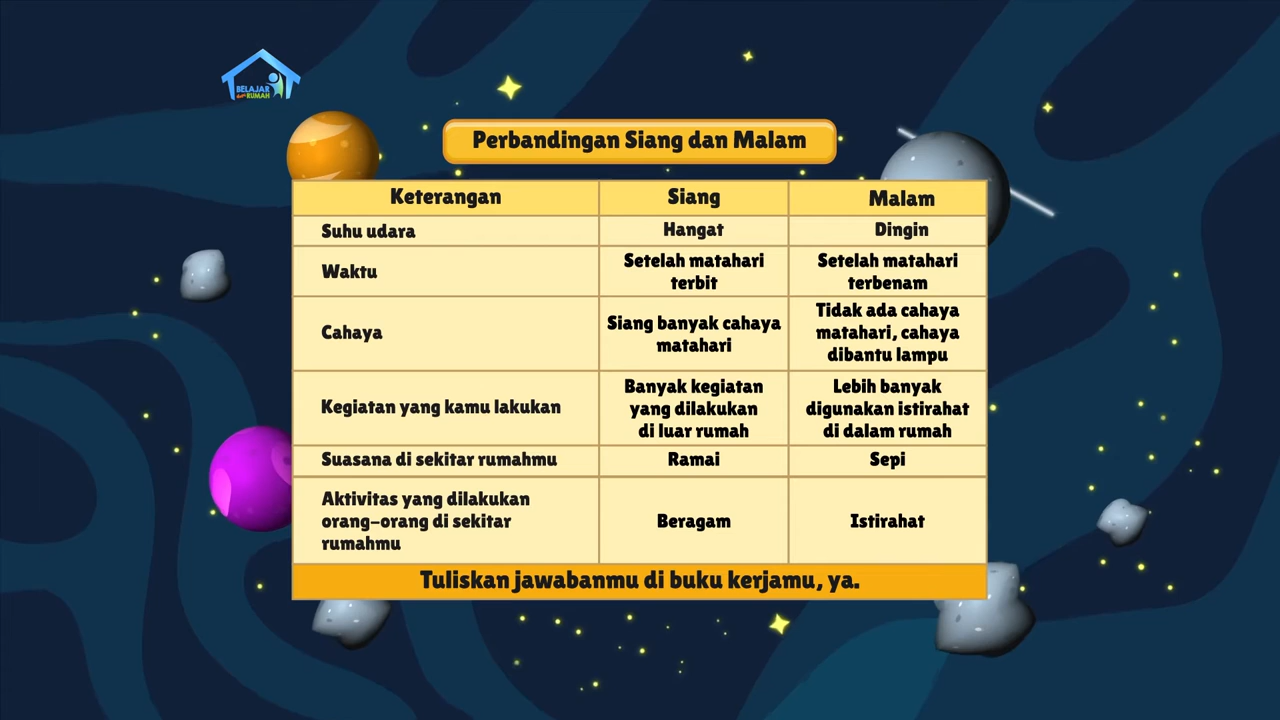 BELAJAR
dari RUMAH
Perbandingan Siang dan Malam
Keterangan
Siang
Malam
Suhu udara
Hangat
Dingin
Waktu
Setelah matahari
terbit
Setelah matahari
terbenam
Cahaya
Siang banyak cahaya
matahari
Tidak ada cahaya
matahari, cahaya
dibantu lampu
Kegiatan yang kamu lakukan
Banyak kegiatan
yang dilakukan
di luar rumah
Lebih banyak
digunakan istirahat
di dalam rumah
Suasana di sekitar rumahmu
Ramai
Sepi
Aktivitas yang dilakukan
orang-orang di sekitar
rumahmu
Beragam
Istirahat
Tuliskan jawabanmu di buku kerjamu, ya.